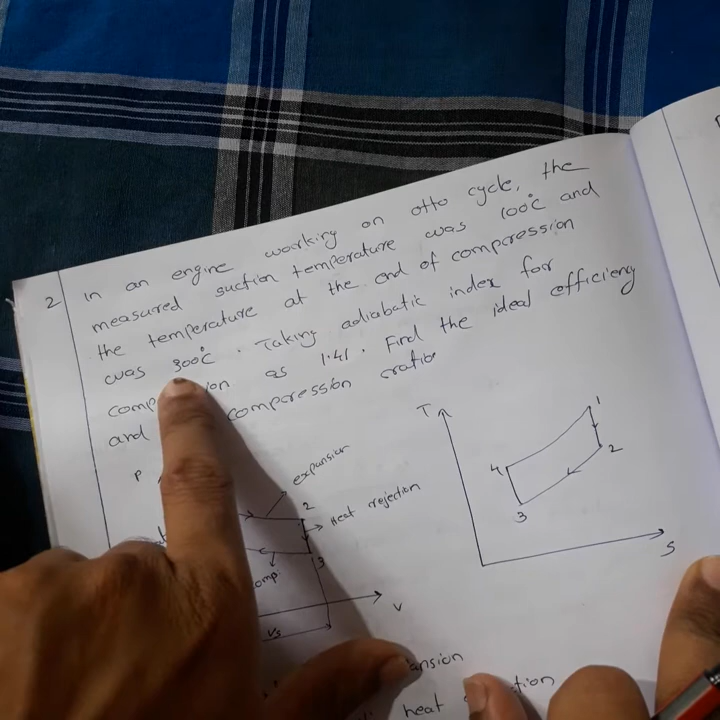 2 In an engine working on otto cycle, the
measured suction temperature was 100°C and
the temperature at the end of compression
was 300°C. Taking adiabatic index for
as 1.41. Find the ideal efficiency
and compression ratio
P
expansion
2
Heat rejection
3
comp.
V
Vs
T
1
2
4
3
S
heat